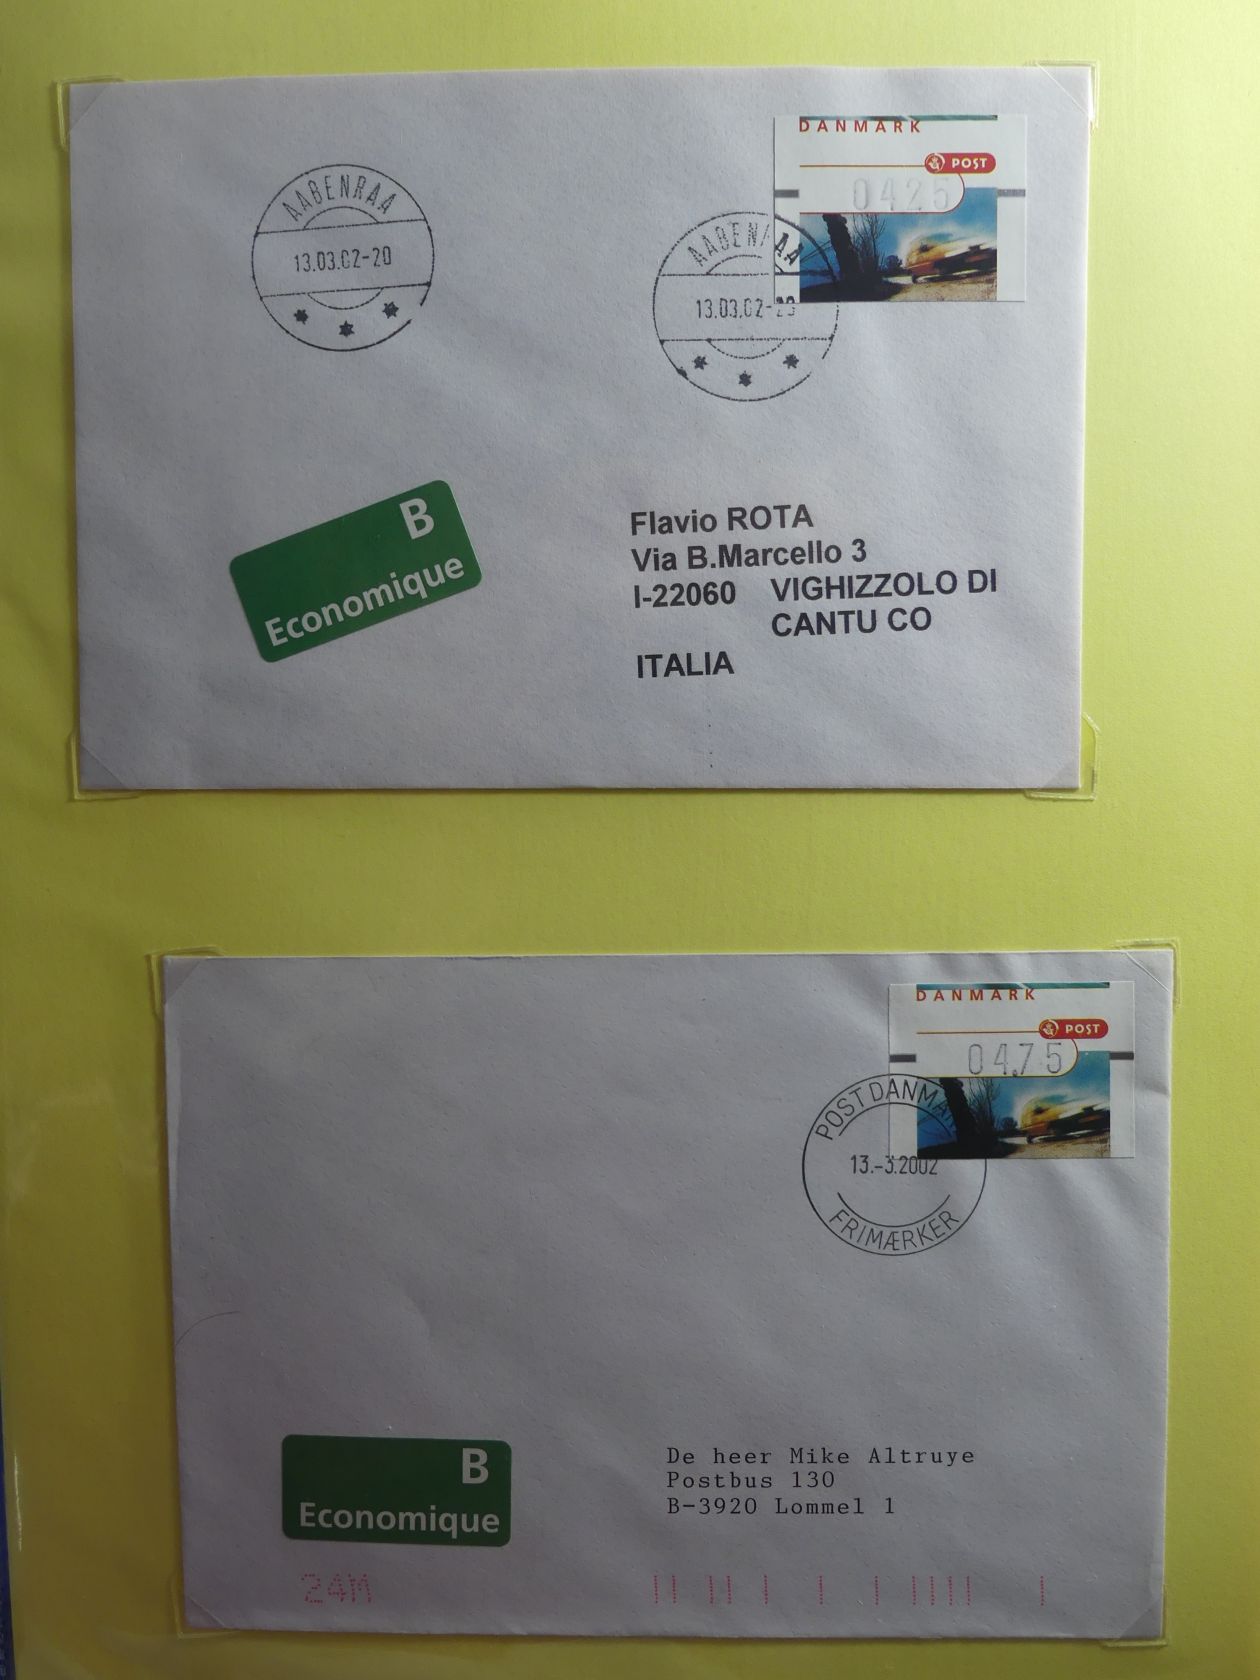 DANMARK
POST
0425
AABENRAA
13.03.02-20
AABENRAA
13.03.02-20
B
Economique
Flavio ROTA
Via B.Marcello 3
I-22060 VIGHIZZOLO DI
CANTU CO
ITALIA
DANMARK
POST
04.75
POST DANMARK
13.-3.2002
FRIMÆRKER
B
Economique
De heer Mike Altruye
Postbus 130
B-3920 Lommel 1
24M